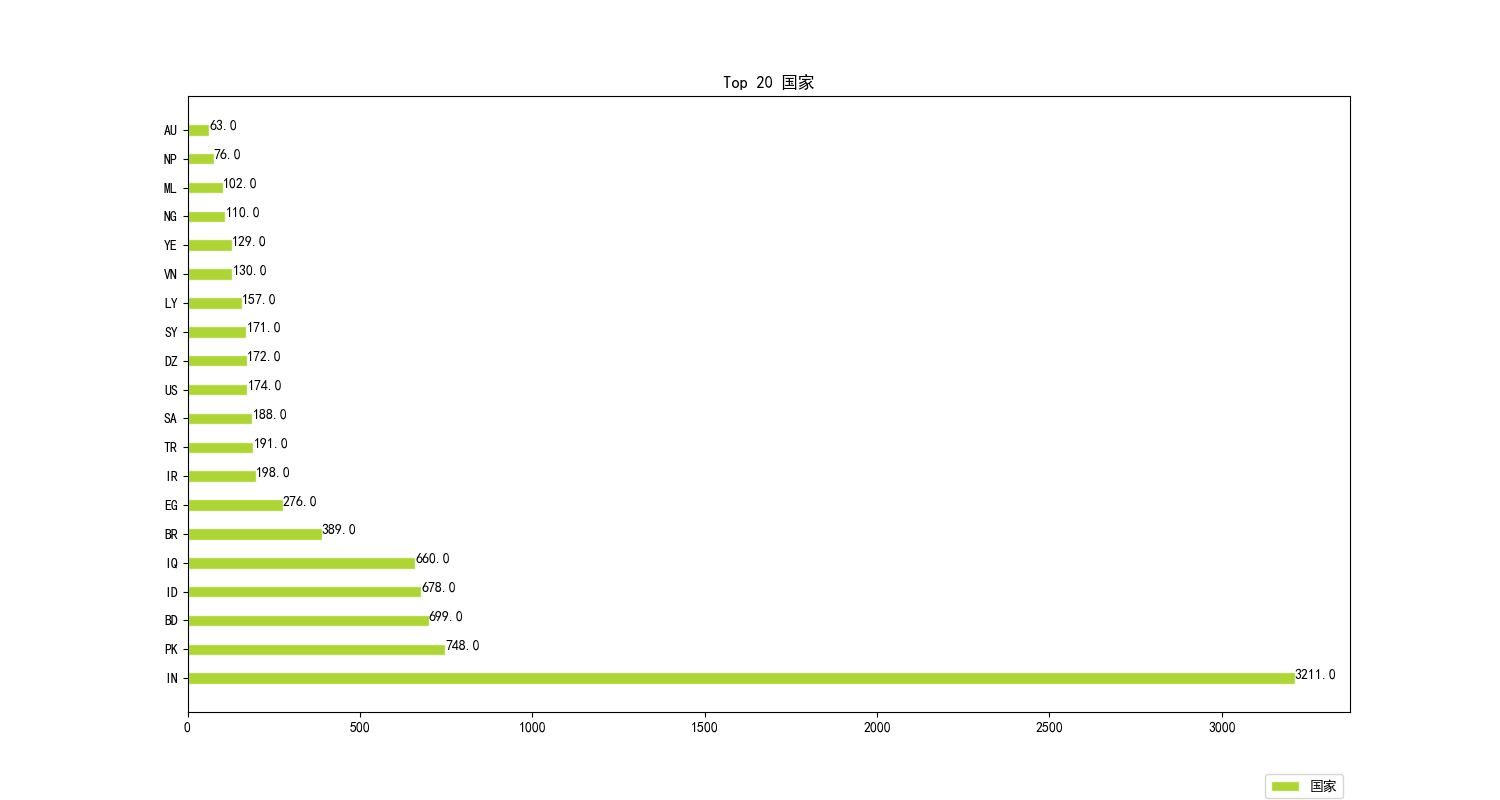 Top 20 国家
AU 63.0
NP 76.0
ML 102.0
NG 110.0
YE 129.0
VN 130.0
LY 157.0
SY 171.0
DZ 172.0
US 174.0
SA 188.0
TR 191.0
IR 198.0
EG 276.0
BR 389.0
IQ 660.0
ID 678.0
BD 699.0
PK 748.0
IN 3211.0
0 500 1000 1500 2000 2500 3000
国家